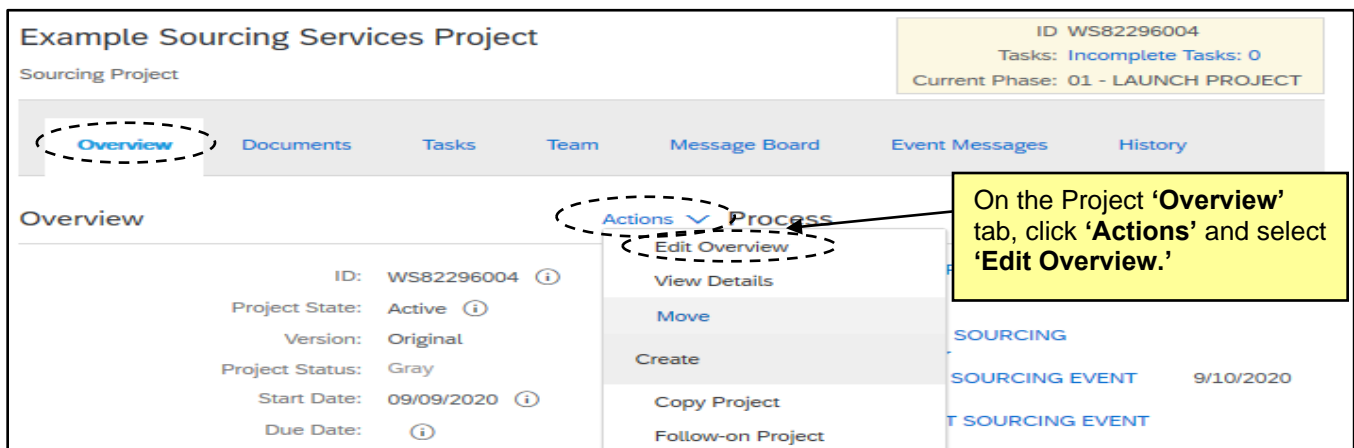 Example Sourcing Services Project
Sourcing Project
ID WS82296004
Tasks: Incomplete Tasks: 0
Current Phase: 01 - LAUNCH PROJECT
Overview Documents Tasks Team Message Board Event Messages History
Overview
Actions
Process
On the Project ‘Overview’
tab, click ‘Actions’ and select
‘Edit Overview.’
ID: WS82296004
Project State: Active
Version: Original
Project Status: Gray
Start Date: 09/09/2020
Due Date:
Edit Overview
View Details
Move
Create
Copy Project
Follow-on Project
SOURCING
SOURCING EVENT 9/10/2020
SOURCING EVENT